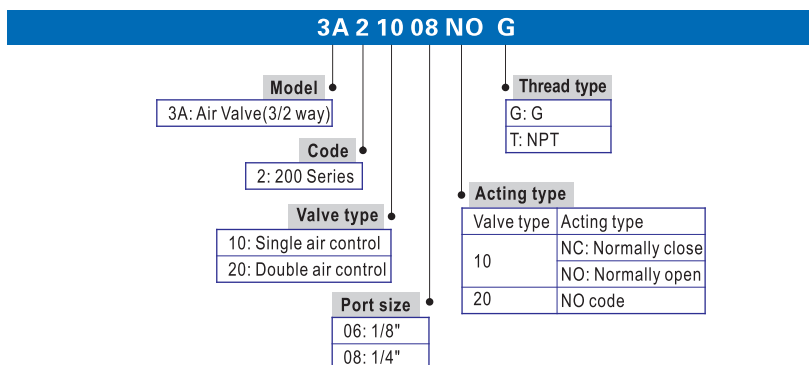 3A 2 10 08 NO G
Model
3A: Air Valve(3/2 way)
Code
2: 200 Series
Valve type
10: Single air control
20: Double air control
Port size
06: 1/8"
08: 1/4"
Thread type
G: G
T: NPT
Acting type
Valve type Acting type
10
NC: Normally close
NO: Normally open
20 NO code